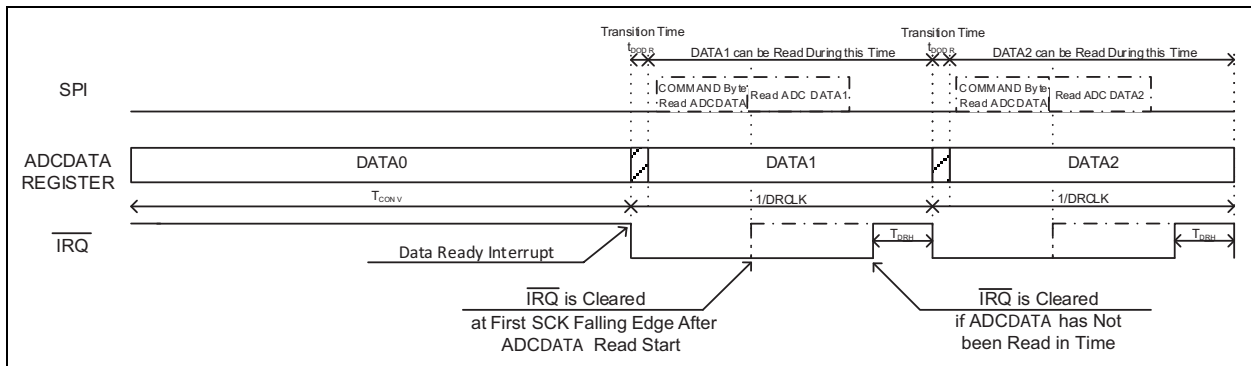 Transition Time
Transition Time
tDODR
DATA1 can be Read During this Time
tDODR
DATA2 can be Read During this Time
SPI
COMMAND Byte
Read ADCDATA
Read ADC DATA1
COMMAND Byte
Read ADCDATA
Read ADC DATA2
ADCDATA
REGISTER
DATA0
DATA1
DATA2
TCONV
1/DRCLK
1/DRCLK
IRQ
TDRH
TDRH
Data Ready Interrupt
IRQ is Cleared
at First SCK Falling Edge After
ADCDATA Read Start
IRQ is Cleared
if ADCDATA has Not
been Read in Time